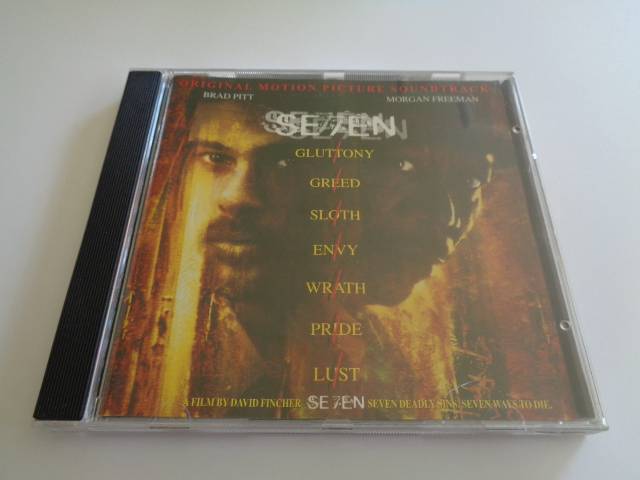 ORIGINAL MOTION PICTURE SOUNDTRACK
BRAD PITT MORGAN FREEMAN
SE7EN
GLUTTONY
GREED
SLOTH
ENVY
WRATH
PRIDE
LUST
A FILM BY DAVID FINCHER SE7EN SEVEN DEADLY SINS. SEVEN WAYS TO DIE.